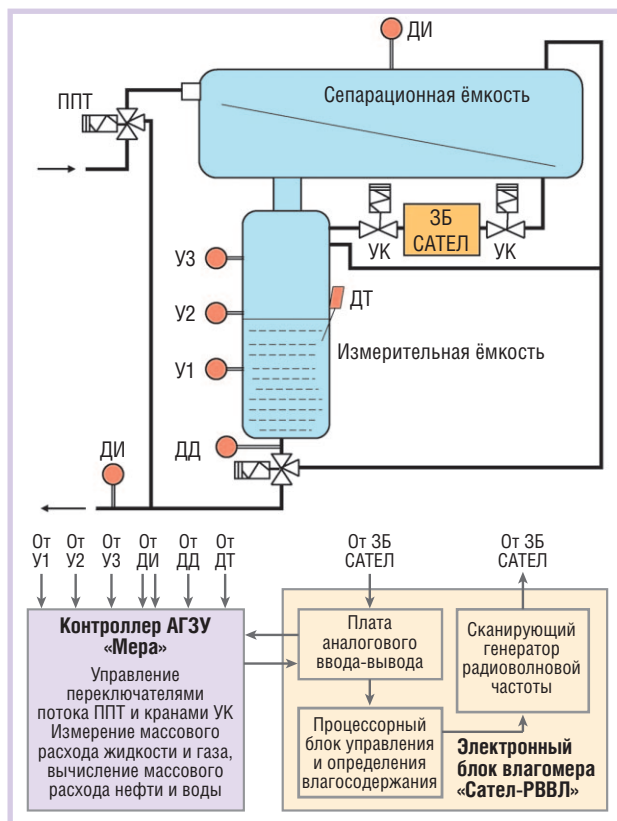 ДИ
ППТ
Сепарационная ёмкость
ЗБ
САТЕЛ
УК
УК
У3
ДТ
У2
Измерительная ёмкость
У1
ДД
ДИ
От
У1
От
У2
От
У3
От
ДИ
От
ДД
От
ДТ
От ЗБ
САТЕЛ
От ЗБ
САТЕЛ
Контроллер АГЗУ
«Мера»
Управление
переключателями
потока ППТ и кранами УК
Измерение массового
расхода жидкости и газа,
вычисление массового
расхода нефти и воды
Плата
аналогового
ввода-вывода
Сканирующий
генератор
радиоволновой
частоты
Процессорный
блок управления
и определения
влагосодержания
Электронный
блок влагомера
«Сател-РВВЛ»